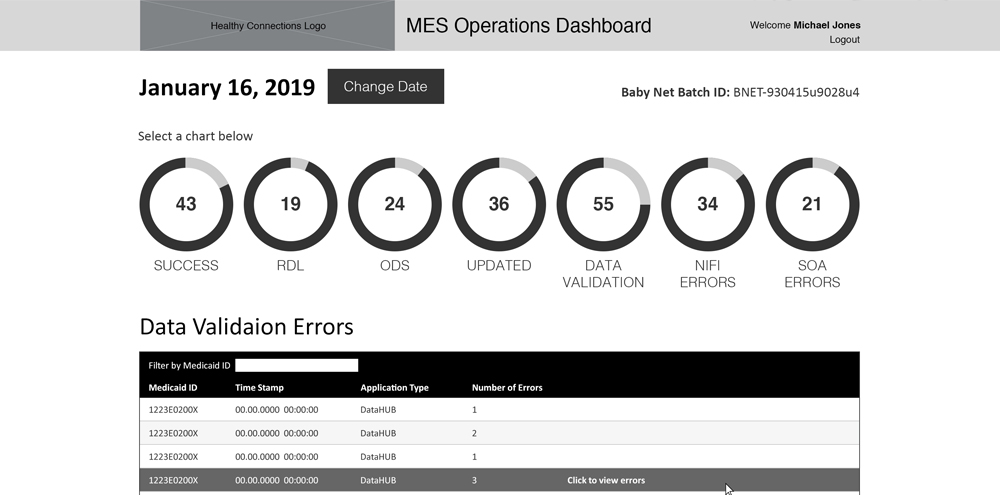 Healthy Connections Logo
MES Operations Dashboard
Welcome Michael Jones
Logout
January 16, 2019
Change Date
Baby Net Batch ID: BNET-930415u9028u4
Select a chart below
43
19
24
36
55
34
21
SUCCESS
RDL
ODS
UPDATED
DATA
VALIDATION
NIFI
ERRORS
SOA
ERRORS
Data Validaion Errors
Filter by Medicaid ID
Medicaid ID Time Stamp Application Type Number of Errors
1223E0200X 00.00.0000 00:00:00 DataHUB 1
1223E0200X 00.00.0000 00:00:00 DataHUB 2
1223E0200X 00.00.0000 00:00:00 DataHUB 1
1223E0200X 00.00.0000 00:00:00 DataHUB 3 Click to view errors